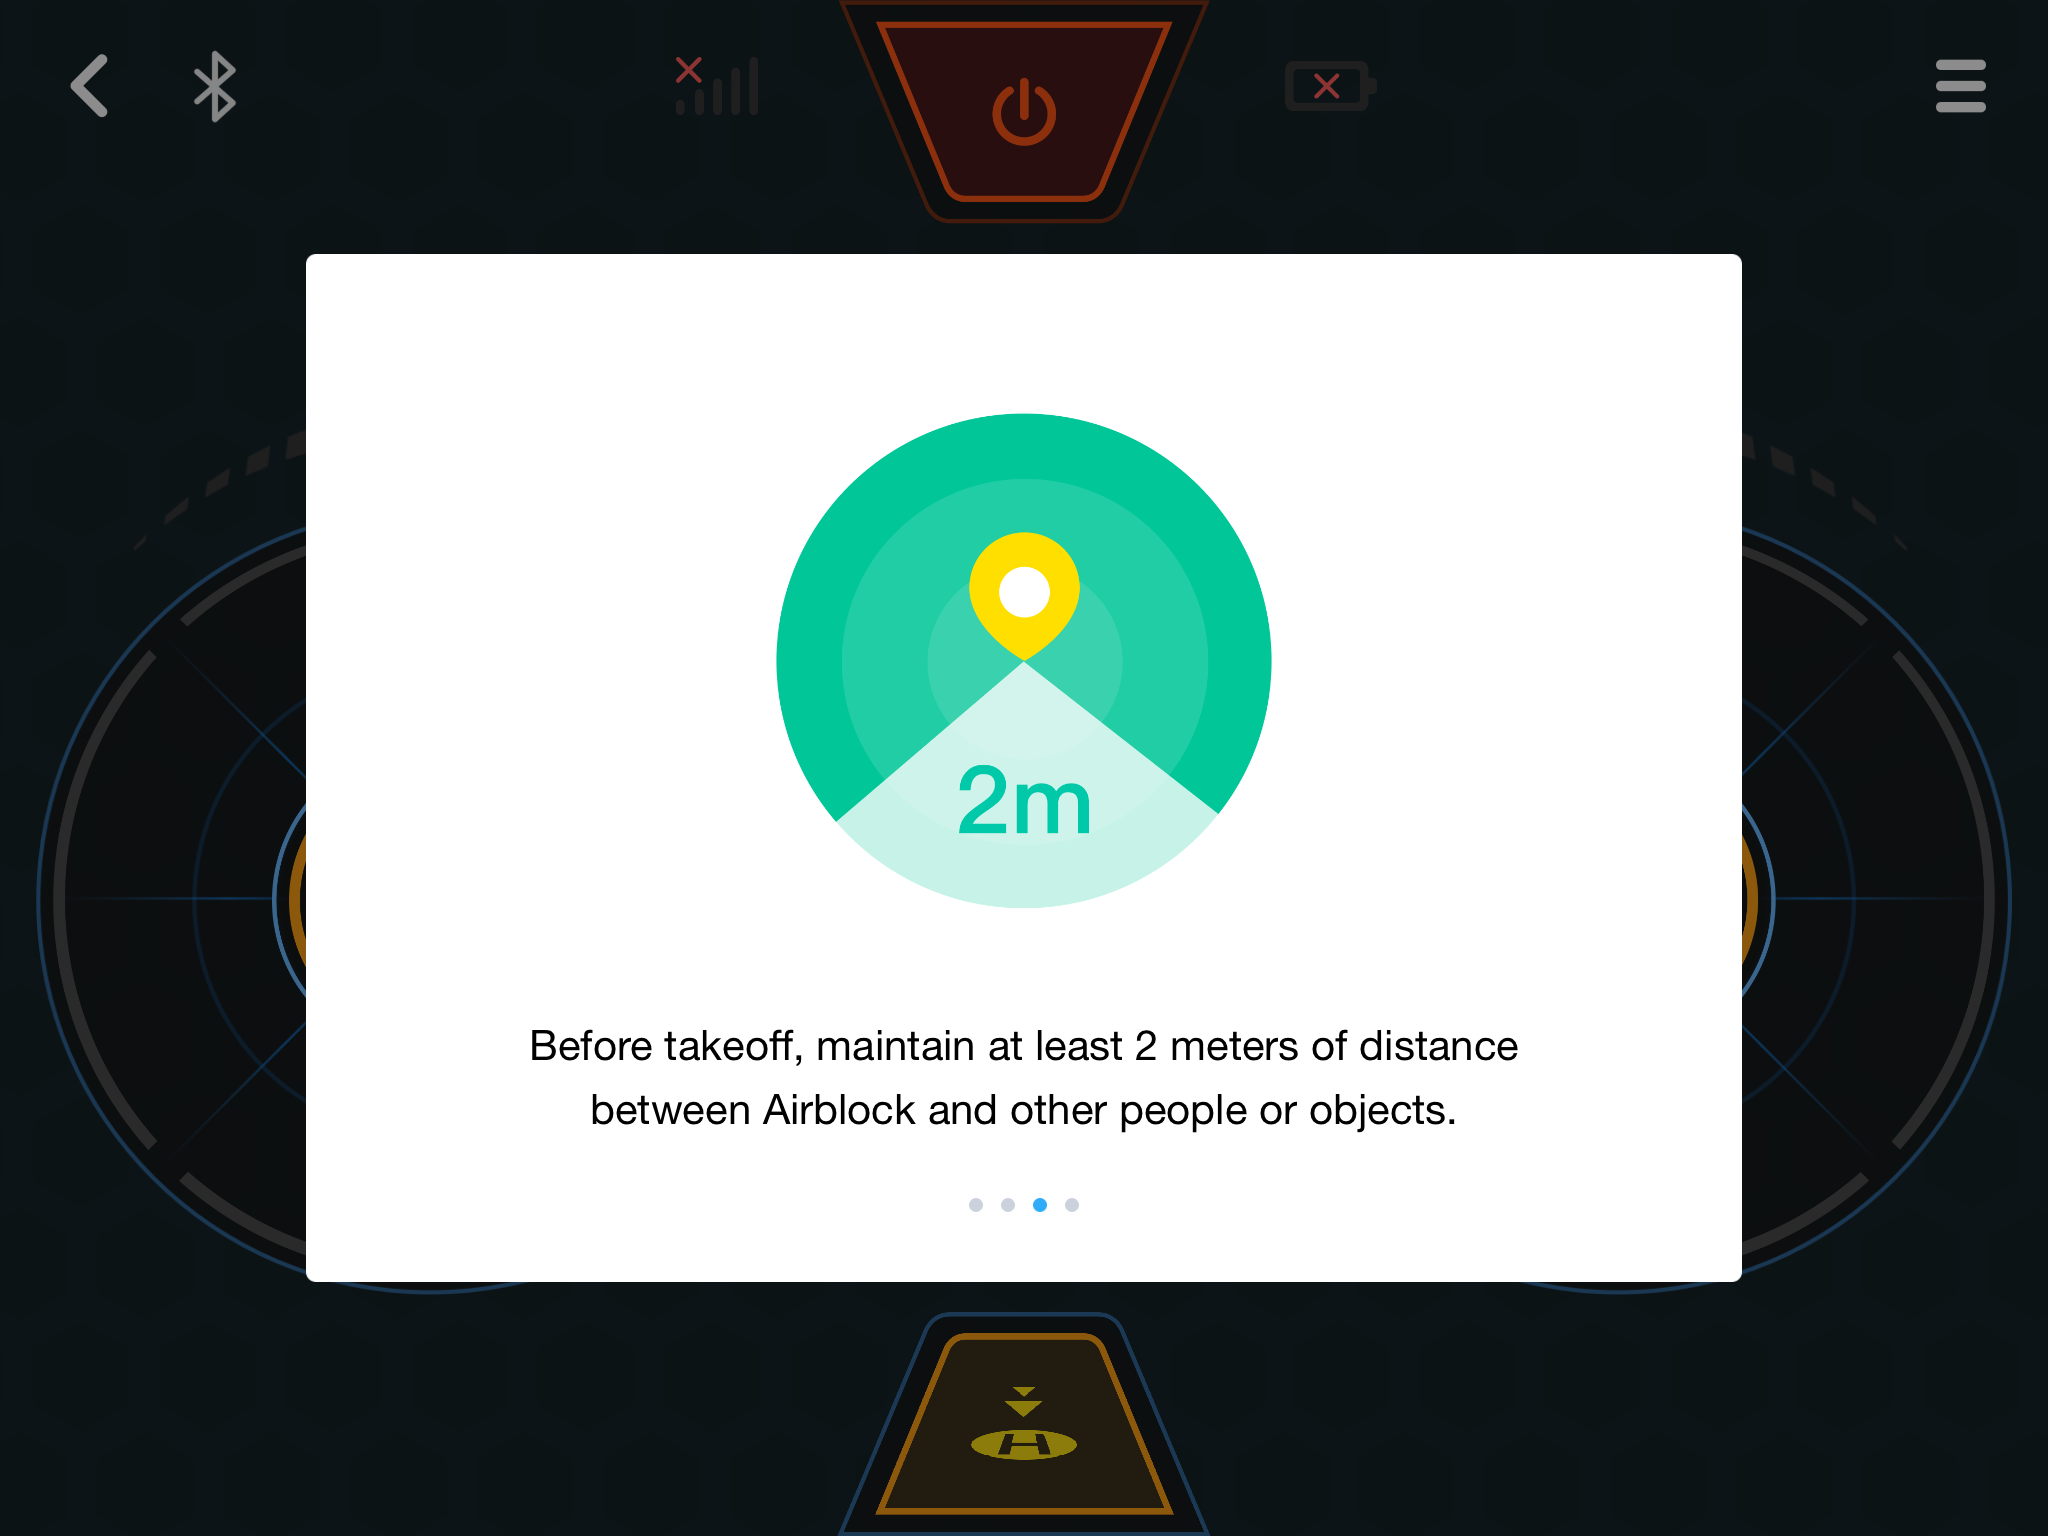 2m
Before takeoff, maintain at least 2 meters of distance
between Airblock and other people or objects.
H